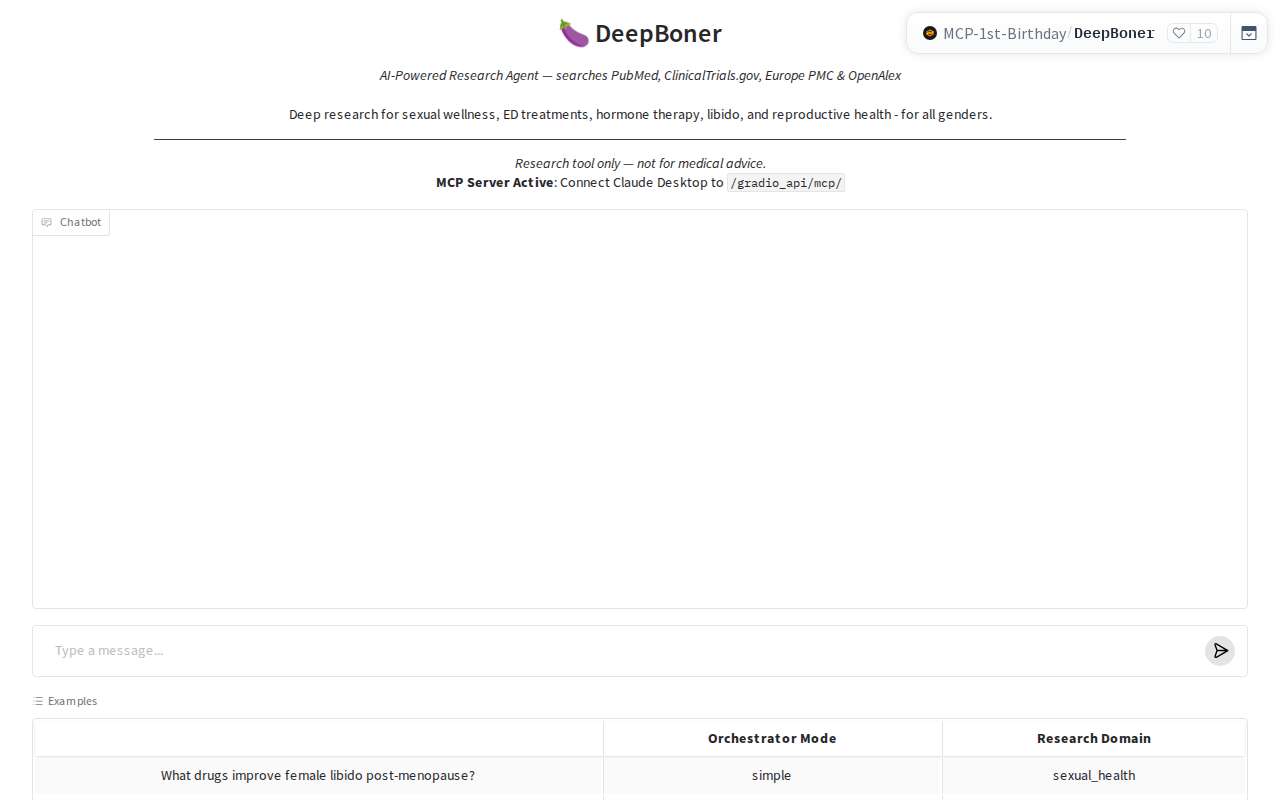 🍆 DeepBoner
MCP-1st-Birthday/DeepBoner 10
AI-Powered Research Agent — searches PubMed, ClinicalTrials.gov, Europe PMC & OpenAlex
Deep research for sexual wellness, ED treatments, hormone therapy, libido, and reproductive health - for all genders.
Research tool only — not for medical advice.
MCP Server Active: Connect Claude Desktop to /gradio_api/mcp/
Chatbot
Type a message...
Examples
Orchestrator Mode Research Domain
What drugs improve female libido post-menopause? simple sexual_health